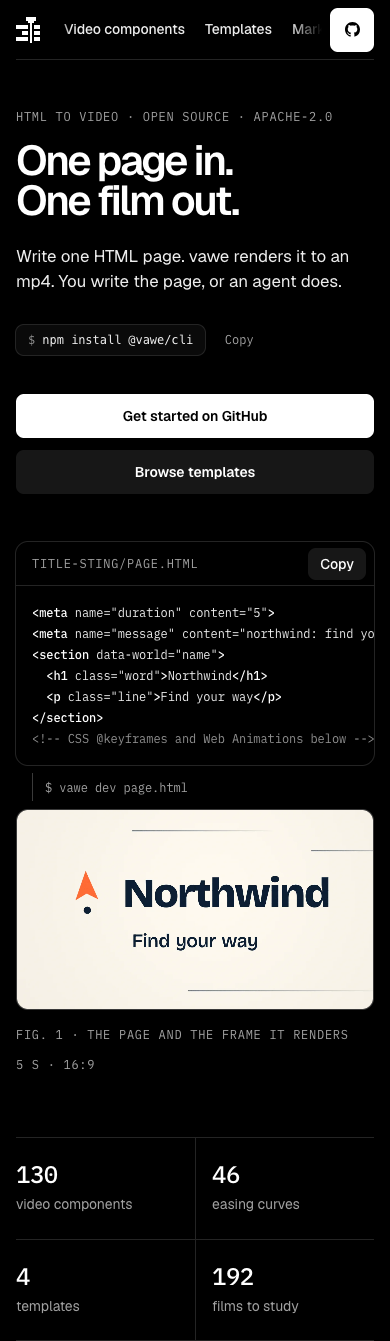 Video components Templates
HTML TO VIDEO · OPEN SOURCE · APACHE-2.0
One page in.
One film out.
Write one HTML page. vawe renders it to an
mp4. You write the page, or an agent does.
$ npm install @vawe/cli Copy
Get started on GitHub
Browse templates
TITLE-STING/PAGE.HTML Copy
<meta name="duration" content="5">
<meta name="message" content="northwind: find yo
<section data-world="name">
<h1 class="word">Northwind</h1>
<p class="line">Find your way</p>
</section>
<!-- CSS @keyframes and Web Animations below -->
$ vawe dev page.html
Northwind
Find your way
FIG. 1 · THE PAGE AND THE FRAME IT RENDERS
5 S · 16:9
130 46
video components easing curves
4 192
templates films to study